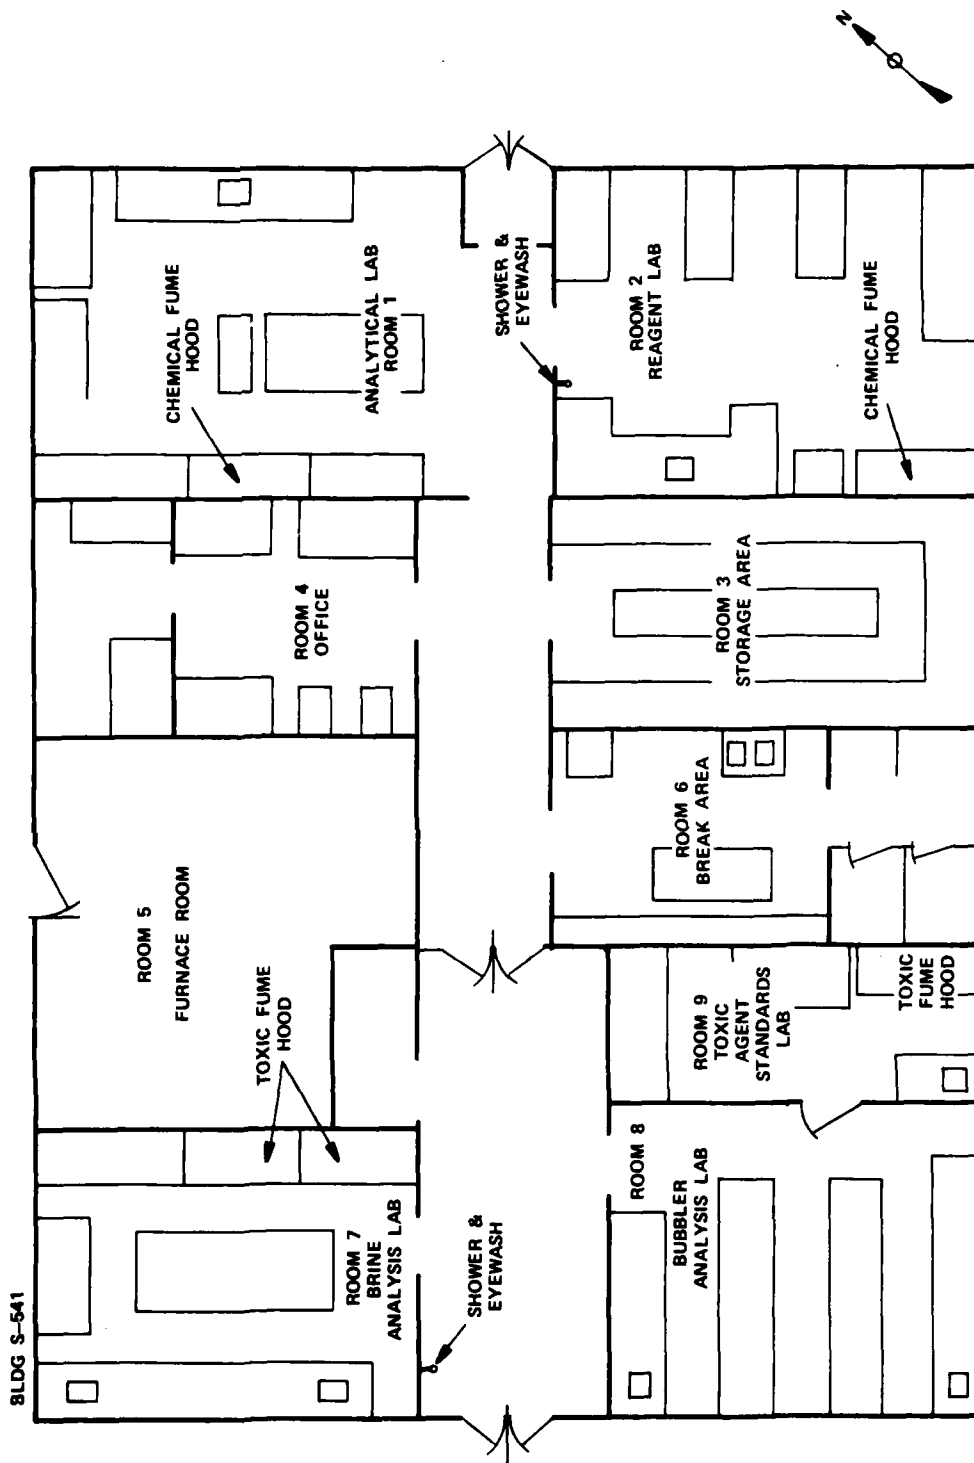 BLDG S-541
ROOM 7
BRINE
ANALYSIS LAB
TOXIC FUME
HOOD
ROOM 5
FURNACE ROOM
ROOM 4
OFFICE
CHEMICAL FUME
HOOD
ANALYTICAL LAB
ROOM 1
SHOWER &
EYEWASH
SHOWER &
EYEWASH
ROOM 8
BUBBLER
ANALYSIS LAB
ROOM 9
TOXIC
AGENT
STANDARDS
LAB
TOXIC
FUME
HOOD
ROOM 6
BREAK AREA
ROOM 3
STORAGE AREA
ROOM 2
REAGENT LAB
CHEMICAL FUME
HOOD
N